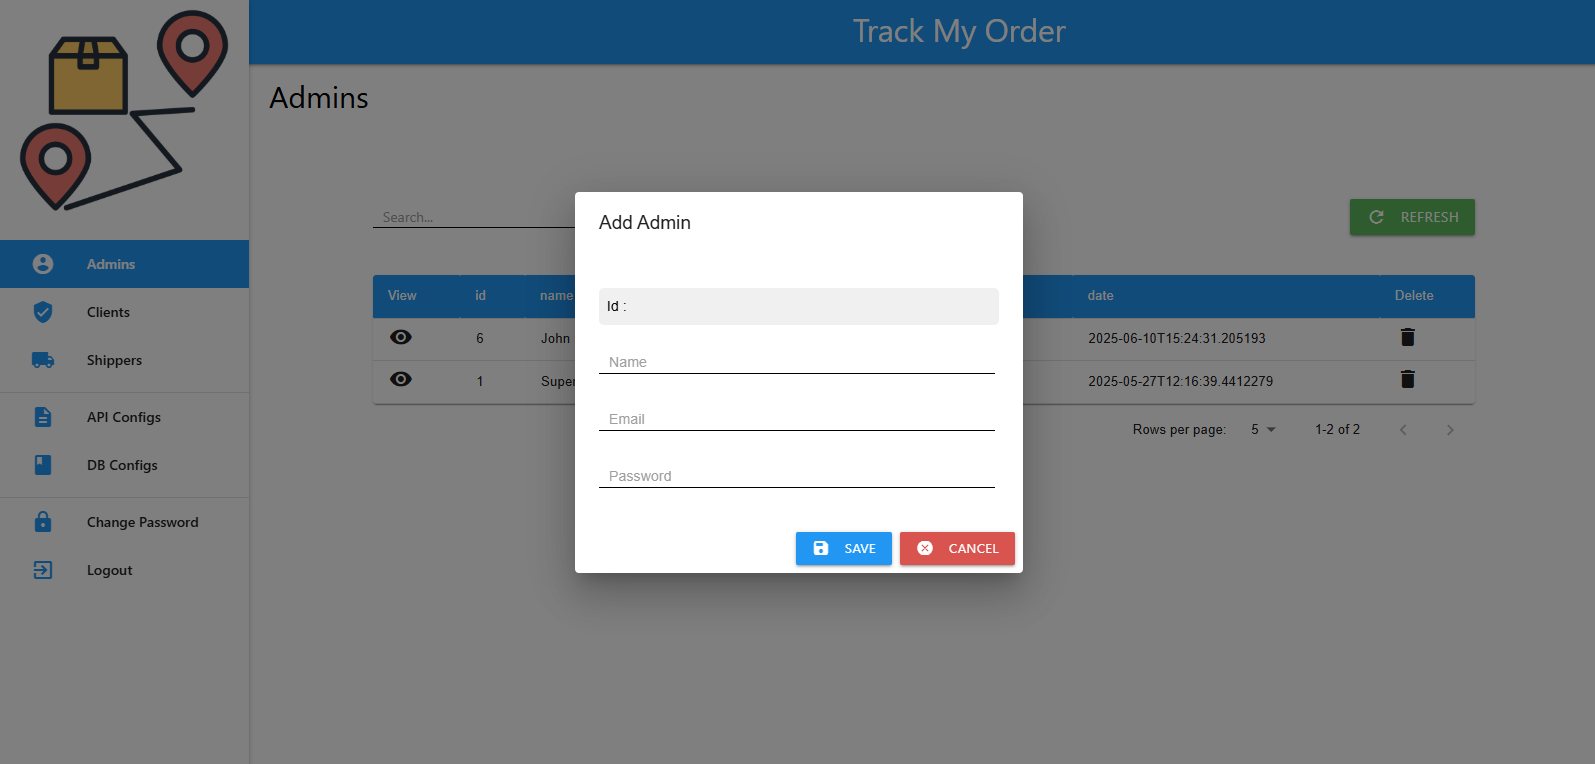 Track My Order
Admins
Search...
REFRESH
Admins
Clients
Shippers
API Configs
DB Configs
Change Password
Logout
View id name date Delete
6 John 2025-06-10T15:24:31.205193
1 Super 2025-05-27T12:16:39.4412279
Rows per page: 5 1-2 of 2
Add Admin
Id :
Name
Email
Password
SAVE CANCEL